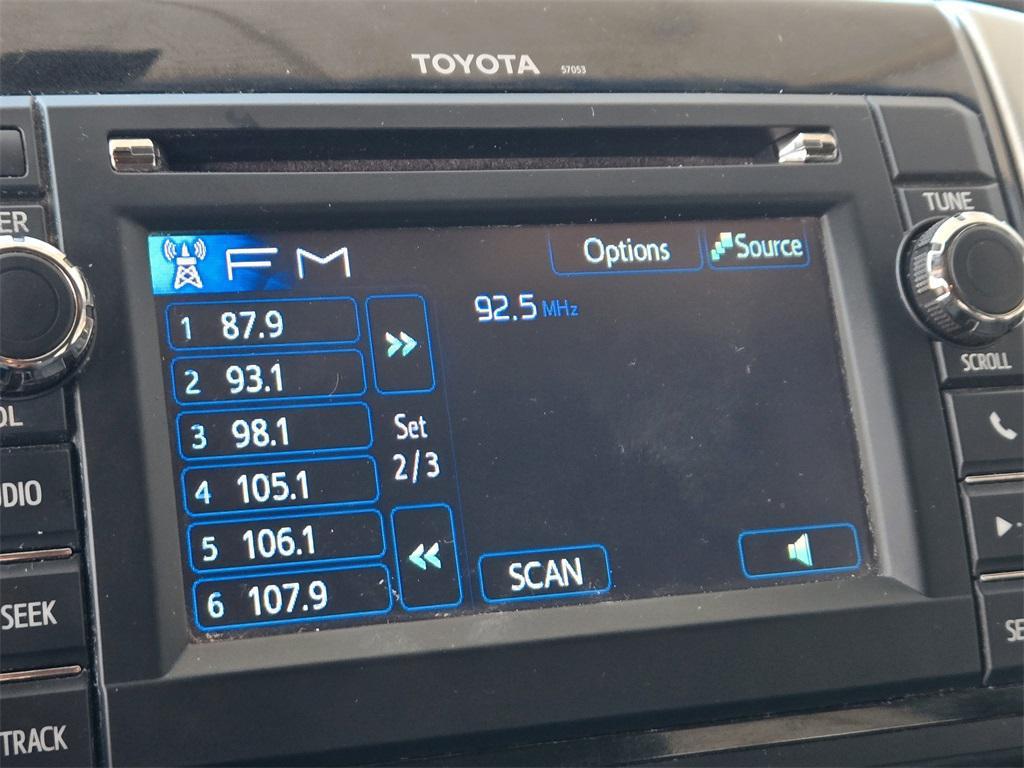 TOYOTA 57053
TUNE
FM
Options
Source
92.5 MHz
1 87.9
2 93.1
3 98.1
4 105.1
5 106.1
6 107.9
Set
2/3
SCAN
SCROLL
ER
OL
UDIO
SEEK
TRACK
SE